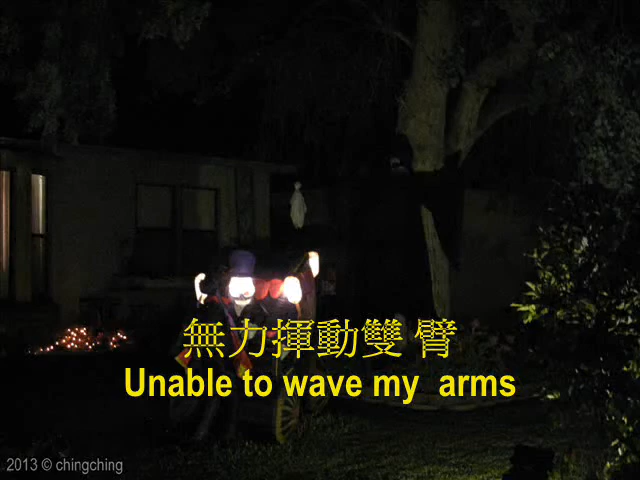 無力揮動雙 臂
Unable to wave my  arms
2013 © chingching